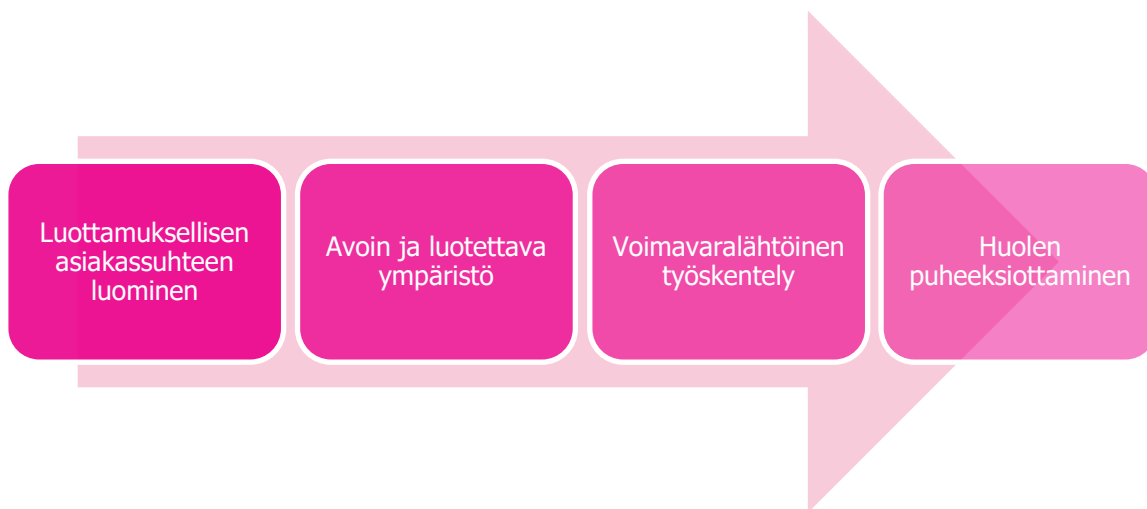 Luottamuksellisen
asiakassuhteen
luominen
Avoin ja luotettava
ympäristö
Voimavaralähtöinen
työskentely
Huolen
puheeksiottaminen